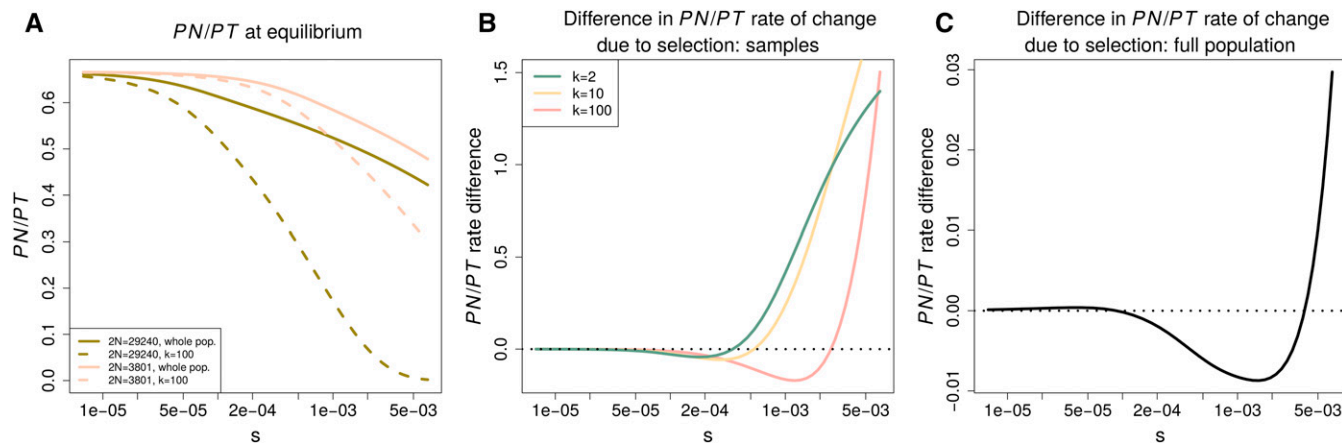 A
PN/PT at equilibrium
PN/PT
0.6
0.5
0.4
0.3
0.2
0.1
0.0
2N=29240, whole pop.
2N=29240, k=100
2N=3801, whole pop.
2N=3801, k=100
1e-05
5e-05
2e-04
1e-03
5e-03
s
B
Difference in PN/PT rate of change
due to selection: samples
PN/PT rate difference
1.5
1.0
0.5
0.0
k=2
k=10
k=100
1e-05
5e-05
2e-04
1e-03
5e-03
s
C
Difference in PN/PT rate of change
due to selection: full population
PN/PT rate difference
0.03
0.02
0.01
0.00
−0.01
1e-05
5e-05
2e-04
1e-03
5e-03
s